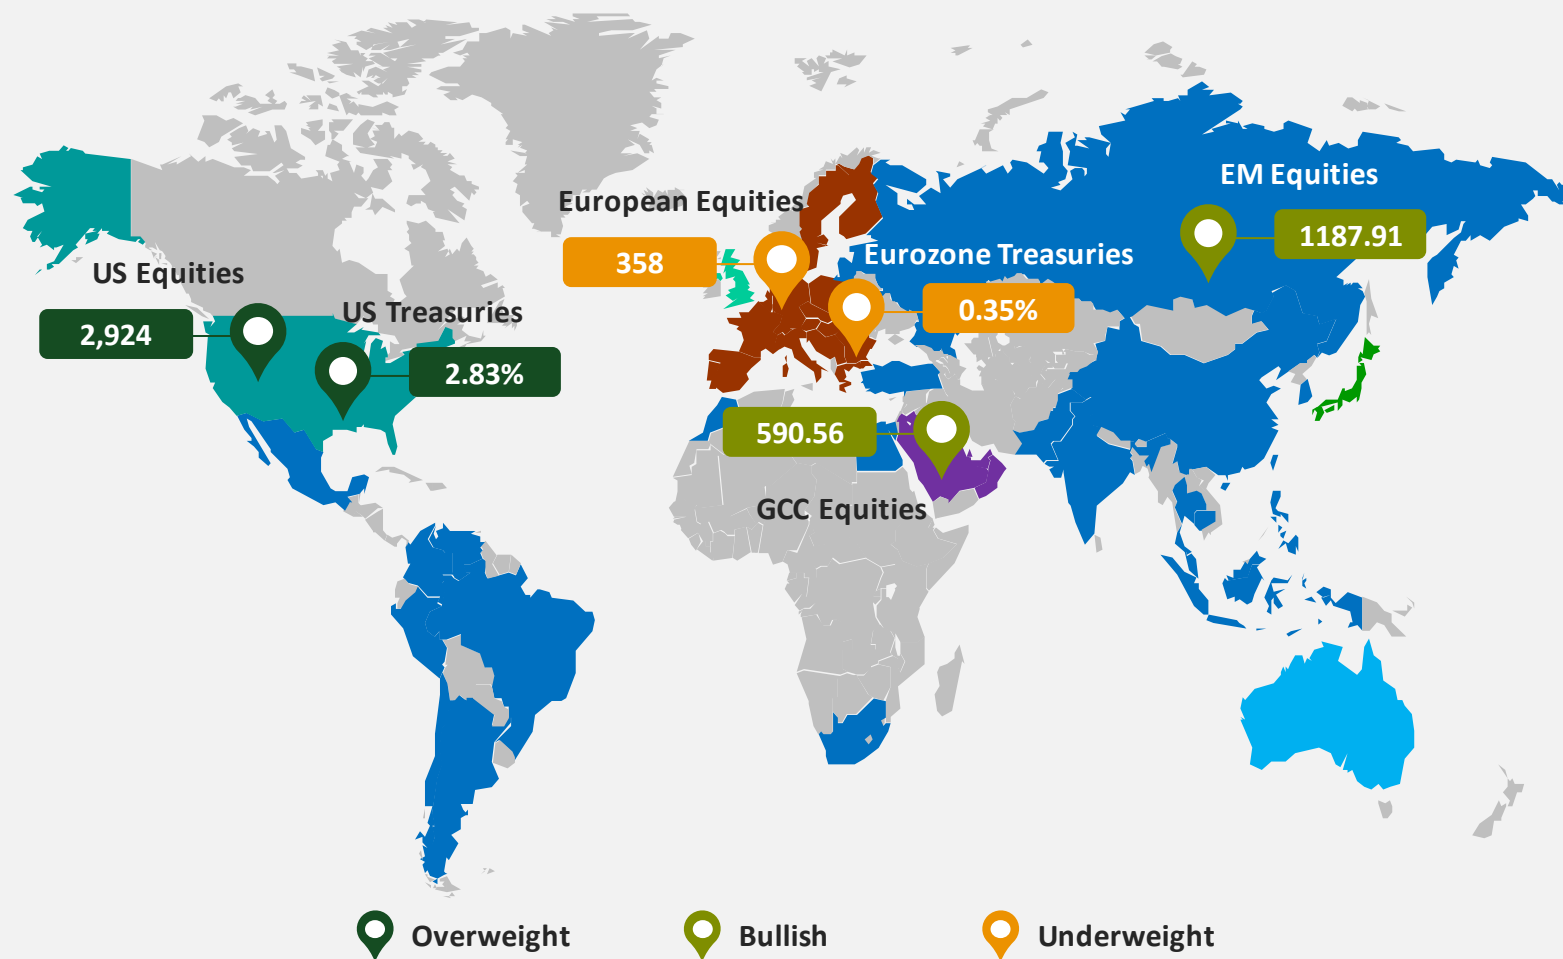 EM Equities
1187.91
European Equities
358
Eurozone Treasuries
0.35%
US Equities
2,924
US Treasuries
2.83%
590.56
GCC Equities
Overweight
Bullish
Underweight